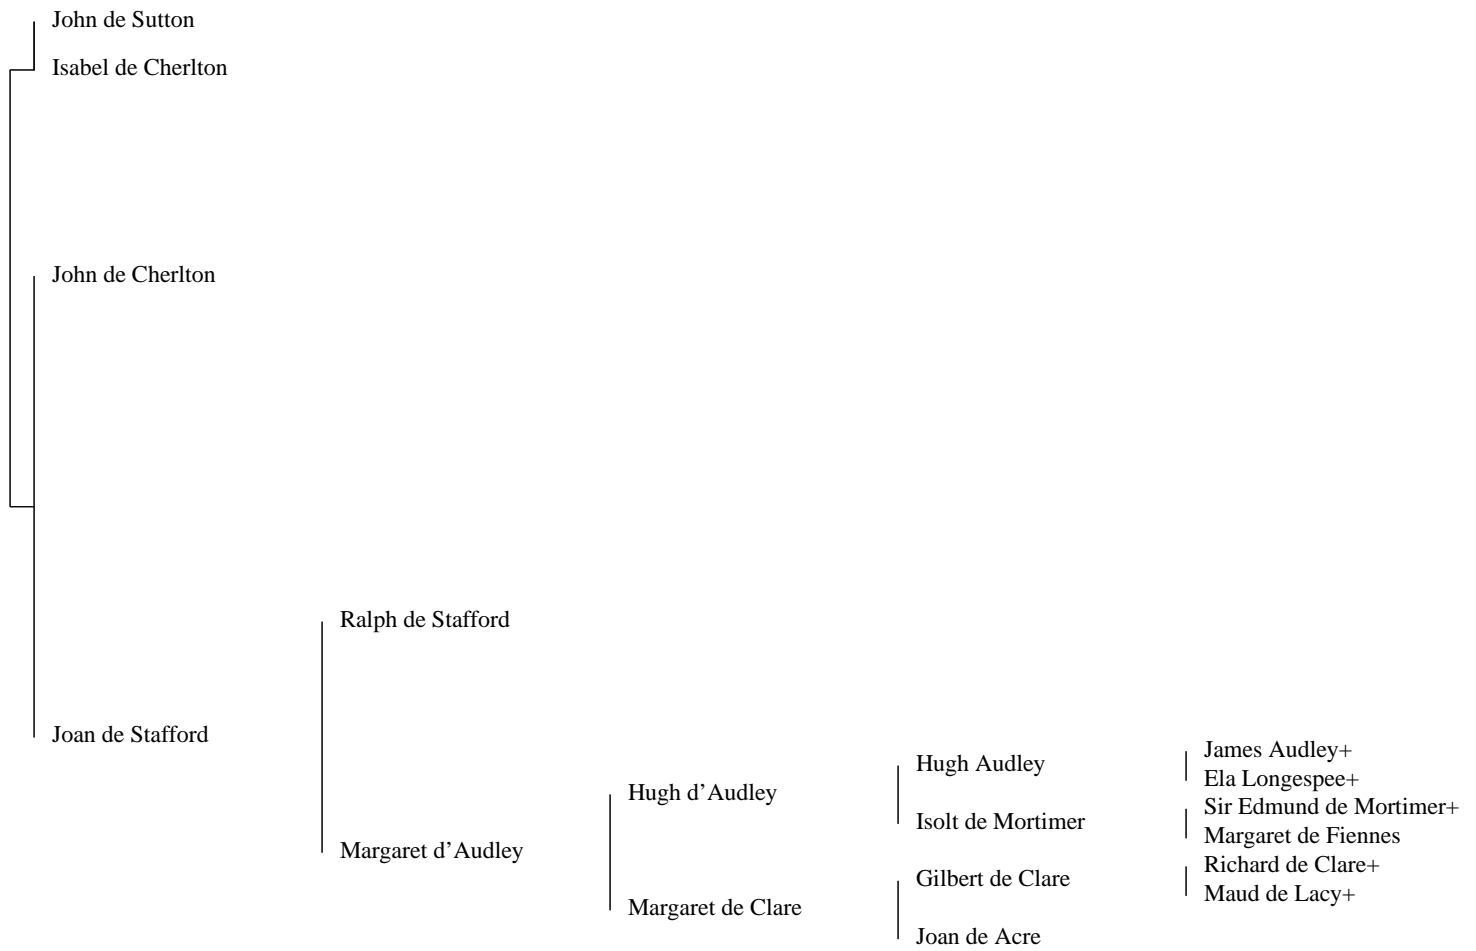 John de Sutton
Isabel de Cherlton
John de Cherlton
Ralph de Stafford
Joan de Stafford
James Audley+
Hugh Audley
Ela Longespee+
Hugh d’Audley
Sir Edmund de Mortimer+
Isolt de Mortimer
Margaret de Fiennes
Margaret d’Audley
Richard de Clare+
Gilbert de Clare
Maud de Lacy+
Margaret de Clare
Joan de Acre